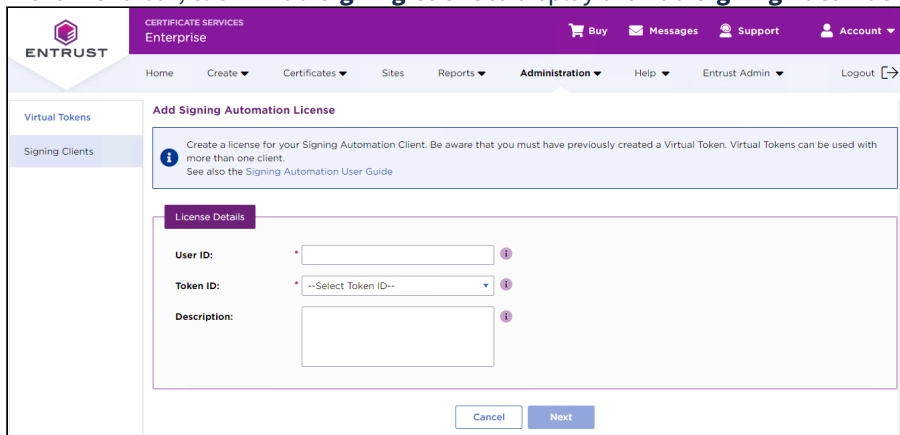 CERTIFICATE SERVICES
Enterprise
Buy
Messages
Support
Account
ENTRUST
Home
Create
Certificates
Sites
Reports
Administration
Help
Entrust Admin
Logout
Virtual Tokens
Signing Clients
Add Signing Automation License
Create a license for your Signing Automation Client. Be aware that you must have previously created a Virtual Token. Virtual Tokens can be used with
more than one client.
See also the Signing Automation User Guide
License Details
User ID:
*
Token ID:
* --Select Token ID--
Description:
Cancel
Next